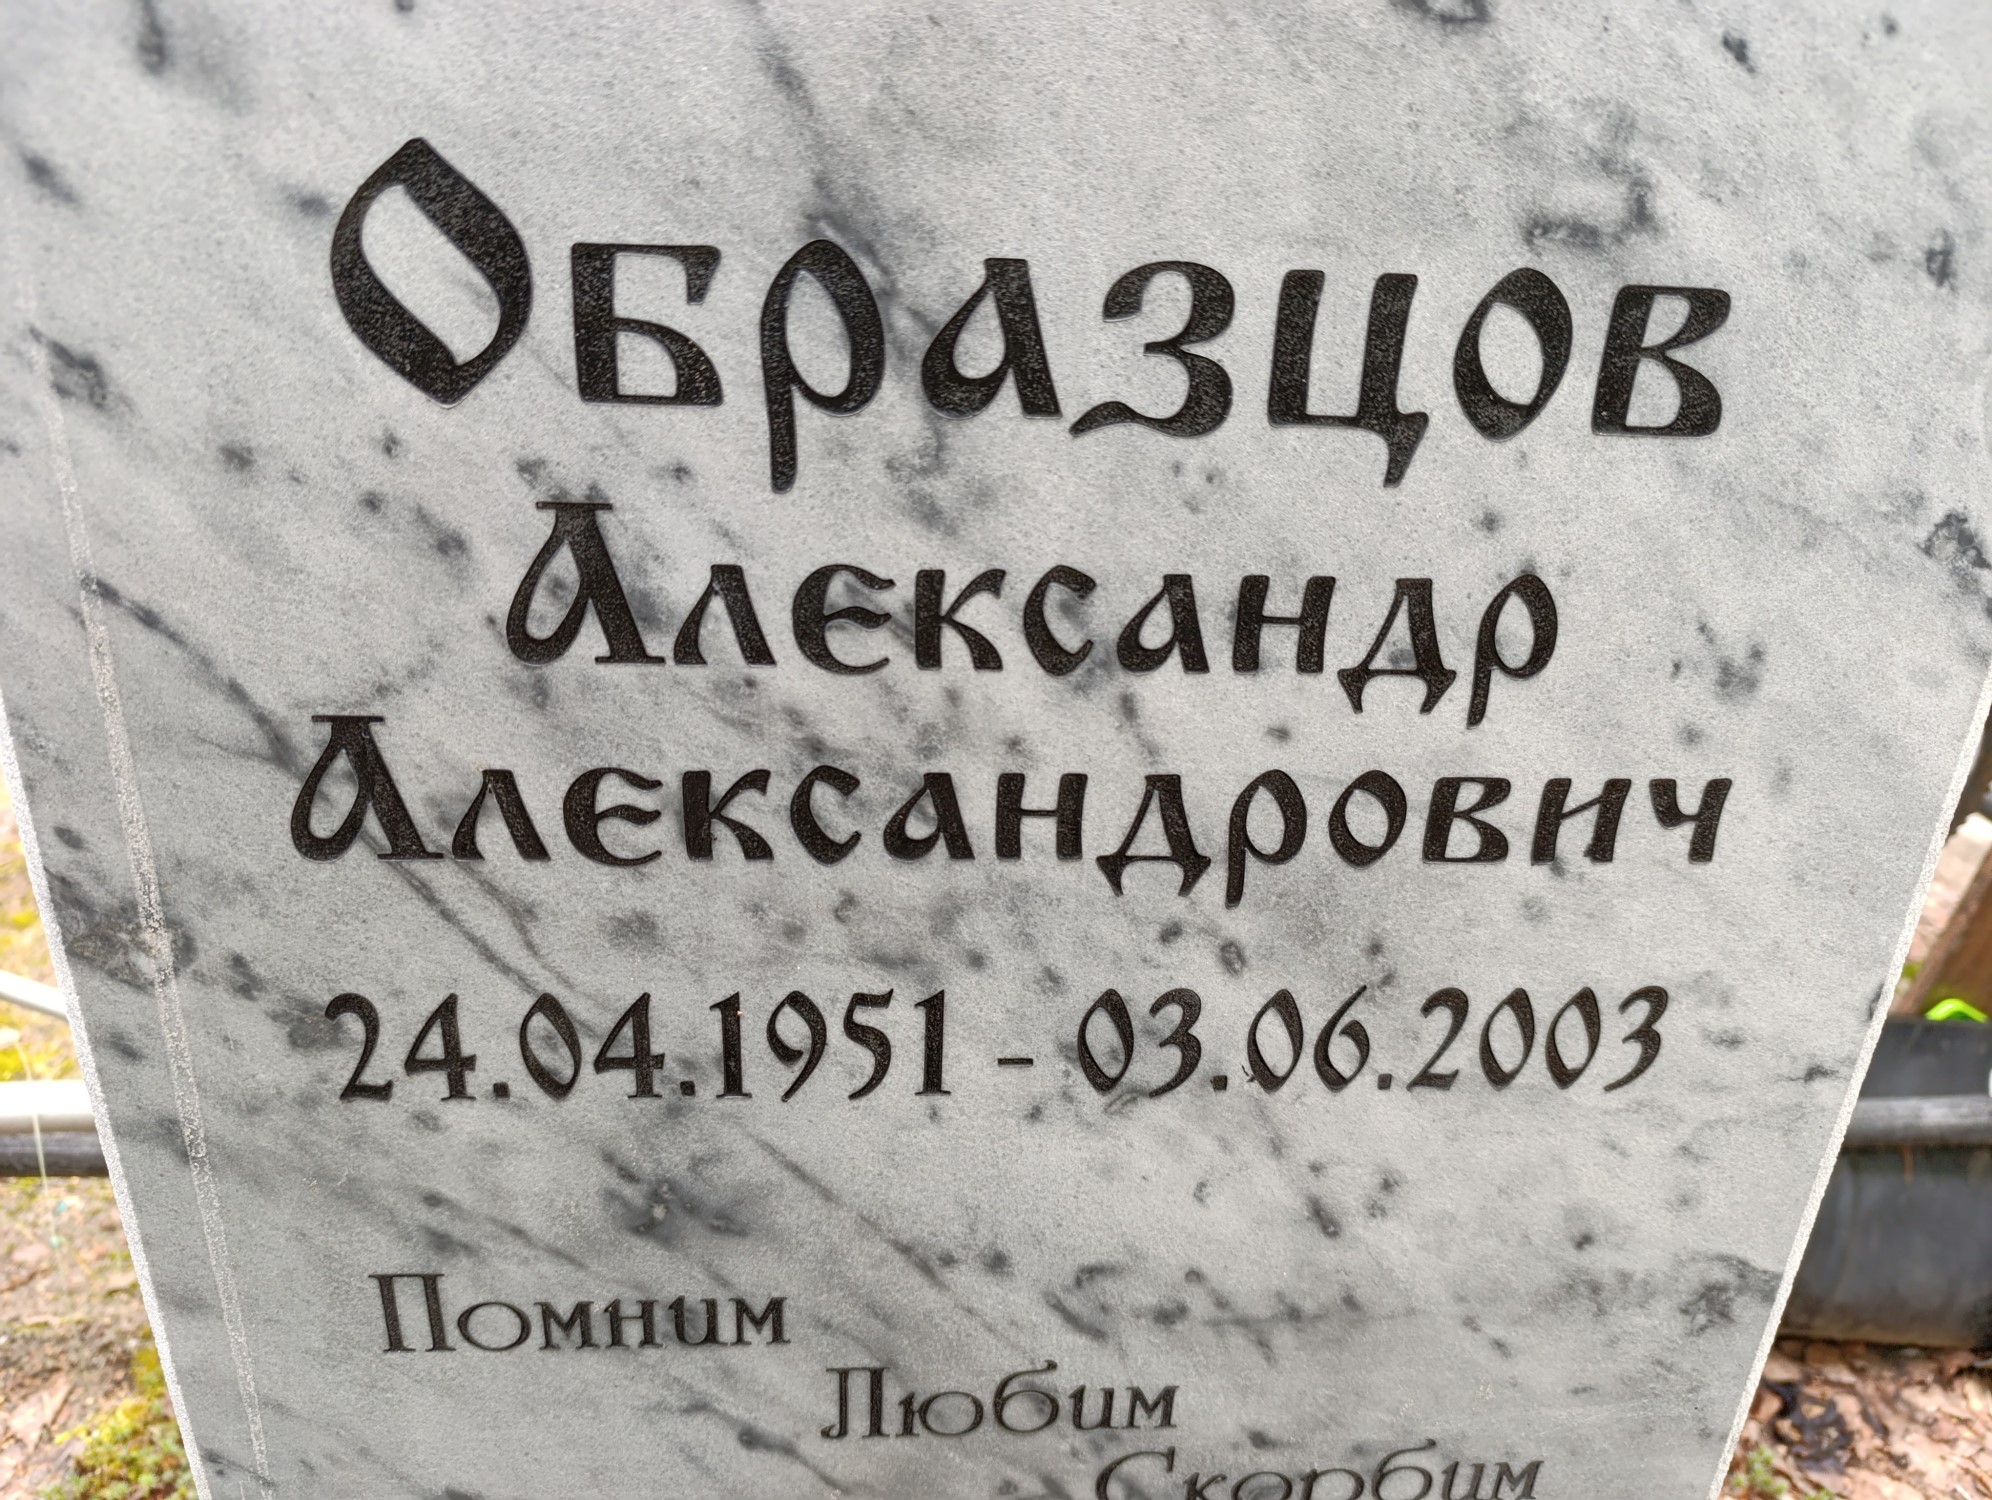 Образцов
Александр
Александрович
24.04.1951 - 03.06.2003
Помним
Любим
Скорбим